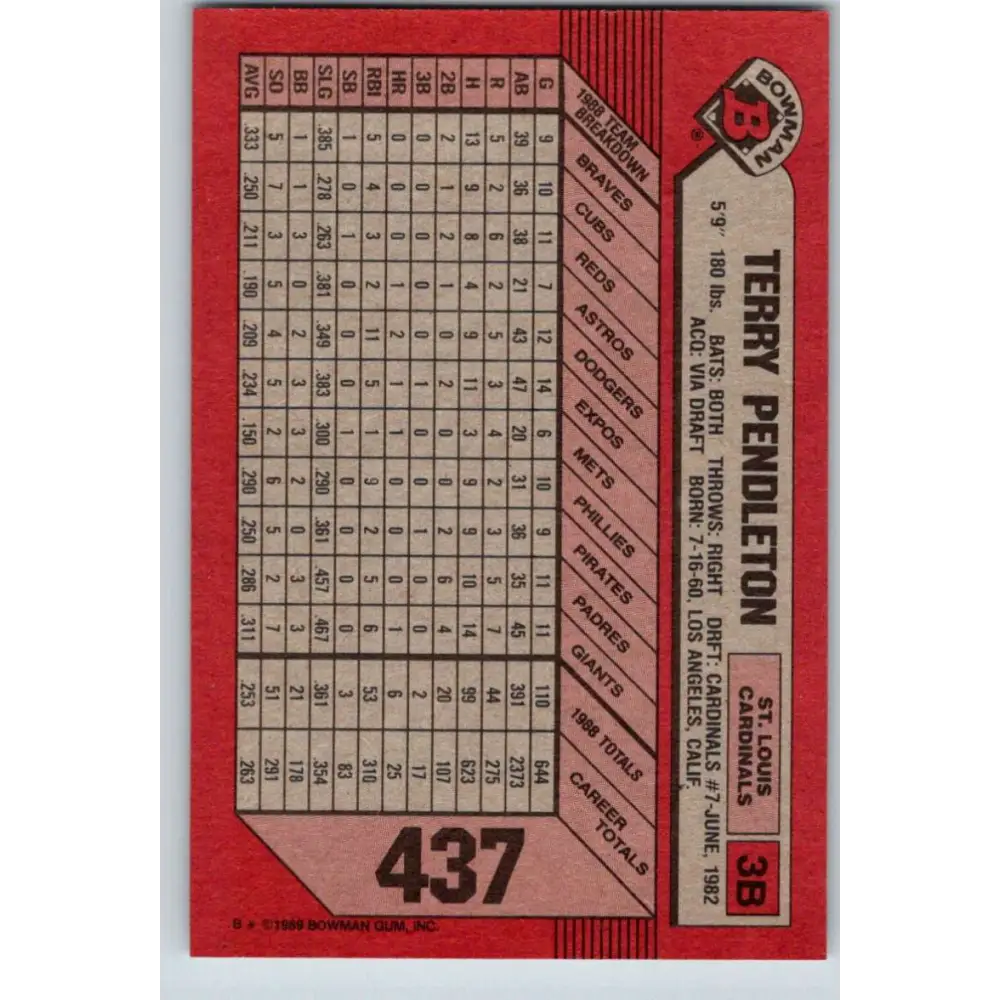 BOWMAN
B
®
TERRY PENDLETON
ST. LOUIS
CARDINALS
3B
5'9" 180 lbs. BATS: BOTH THROWS: RIGHT DRFT: CARDINALS #7-JUNE, 1982
ACQ: VIA DRAFT BORN: 7-16-60, LOS ANGELES, CALIF.
1988 TEAM
BREAKDOWN
BRAVES
CUBS
REDS
ASTROS
DODGERS
EXPOS
METS
PHILLIES
PIRATES
PADRES
GIANTS
1988 TOTALS
CAREER
TOTALS
G 9 10 11 7 12 14 6 10 9 11 11 110 644
AB 39 36 38 21 43 47 20 31 36 35 45 391 2373
R 5 2 6 2 5 3 4 2 3 5 7 44 275
H 13 9 8 4 9 11 3 9 9 10 14 99 623
2B 2 1 2 1 0 2 0 0 2 6 4 20 107
3B 0 0 0 0 0 1 0 0 1 0 0 2 17
HR 0 0 0 1 2 1 1 0 0 0 1 6 25
RBI 5 4 3 2 11 5 1 9 2 5 6 53 310
SB 1 0 1 0 0 0 1 0 0 0 0 3 83
SLG .385 .278 .263 .381 .349 .383 .300 .290 .361 .457 .467 .361 .354
BB 1 1 3 0 2 3 3 2 0 3 3 21 178
SO 5 7 3 5 4 5 2 6 5 2 7 51 291
AVG .333 .250 .211 .190 .209 .234 .150 .290 .250 .286 .311 .253 .263
437
B * ©1989 BOWMAN GUM, INC.